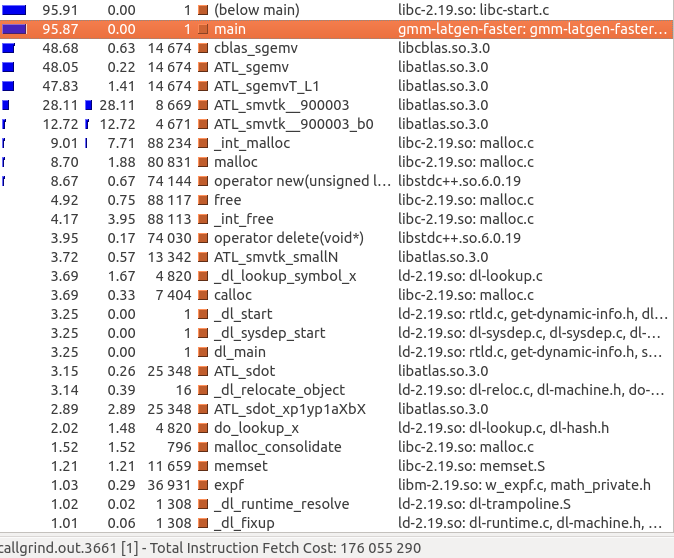 95.91 0.00 1 (below main) libc-2.19.so: libc-start.c
95.87 0.00 1 main gmm-latgen-faster: gmm-latgen-faster...
48.68 0.63 14 674 cblas_sgemv libcblas.so.3.0
48.05 0.22 14 674 ATL_sgemv libatlas.so.3.0
47.83 1.41 14 674 ATL_sgemvT_L1 libatlas.so.3.0
28.11 28.11 8 669 ATL_smvtk__900003 libatlas.so.3.0
12.72 12.72 4 671 ATL_smvtk__900003_b0 libatlas.so.3.0
9.01 7.71 88 234 _int_malloc libc-2.19.so: malloc.c
8.70 1.88 80 831 malloc libc-2.19.so: malloc.c
8.67 0.67 74 144 operator new(unsigned l... libstdc++.so.6.0.19
4.92 0.75 88 117 free libc-2.19.so: malloc.c
4.17 3.95 88 113 _int_free libc-2.19.so: malloc.c
3.95 0.17 74 030 operator delete(void*) libstdc++.so.6.0.19
3.72 0.57 13 342 ATL_smvtk_smallN libatlas.so.3.0
3.69 1.67 4 820 _dl_lookup_symbol_x ld-2.19.so: dl-lookup.c
3.69 0.33 7 404 calloc libc-2.19.so: malloc.c
3.25 0.00 1 _dl_start ld-2.19.so: rtld.c, get-dynamic-info.h, dl...
3.25 0.00 1 _dl_sysdep_start ld-2.19.so: dl-sysdep.c, dl-sysdep.c, dl-...
3.25 0.00 1 dl_main ld-2.19.so: rtld.c, get-dynamic-info.h, s...
3.15 0.26 25 348 ATL_sdot libatlas.so.3.0
3.14 0.39 16 _dl_relocate_object ld-2.19.so: dl-reloc.c, dl-machine.h, do-...
2.89 2.89 25 348 ATL_sdot_xp1yp1aXbX libatlas.so.3.0
2.02 1.48 4 820 do_lookup_x ld-2.19.so: dl-lookup.c, dl-hash.h
1.52 1.52 796 malloc_consolidate libc-2.19.so: malloc.c
1.21 1.21 11 659 memset libc-2.19.so: memset.S
1.03 0.29 36 931 expf libm-2.19.so: w_expf.c, math_private.h
1.02 0.02 1 308 _dl_runtime_resolve ld-2.19.so: dl-trampoline.S
1.01 0.06 1 308 _dl_fixup ld-2.19.so: dl-runtime.c, dl-machine.h, ...
callgrind.out.3661 [1] - Total Instruction Fetch Cost: 176 055 290